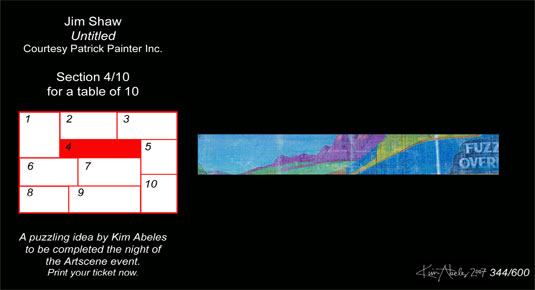 Jim Shaw
Untitled
Courtesy Patrick Painter Inc.
Section 4/10
for a table of 10
1 2 3
4 5
6 7
8 9 10
FUZZ
OVER
A puzzling idea by Kim Abeles
to be completed the night of
the Artscene event.
Print your ticket now.
Kim Abeles 2007 344/600